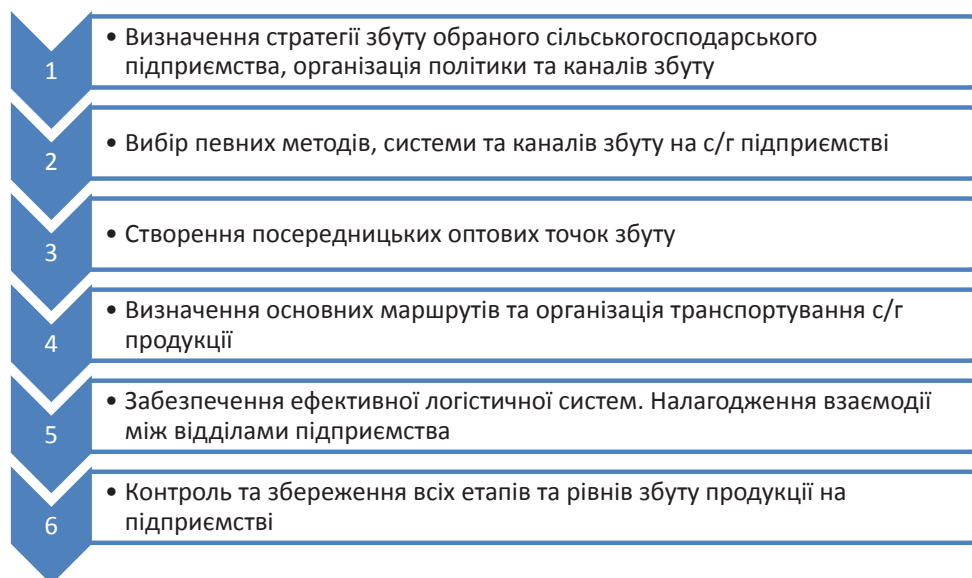 1
• Визначення стратегії збуту обраного сільськогосподарського
підприємства, організація політики та каналів збуту
2
• Вибір певних методів, системи та каналів збуту на с/г підприємстві
3
• Створення посередницьких оптових точок збуту
4
• Визначення основних маршрутів та організація транспортування с/г
продукції
5
• Забезпечення ефективної логістичної систем. Налагодження взаємодії
між відділами підприємства
6
• Контроль та збереження всіх етапів та рівнів збуту продукції на
підприємстві